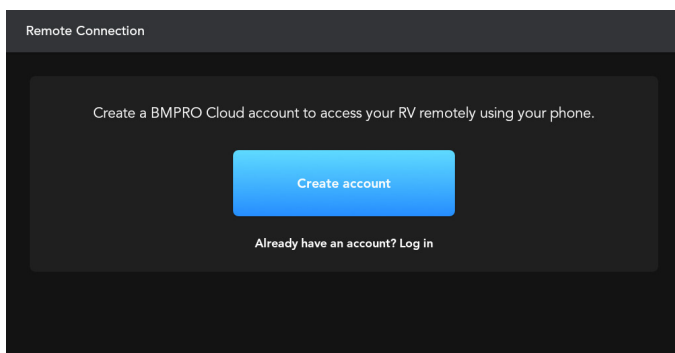 Remote Connection
Create a BMPRO Cloud account to access your RV remotely using your phone.
Create account
Already have an account? Log in